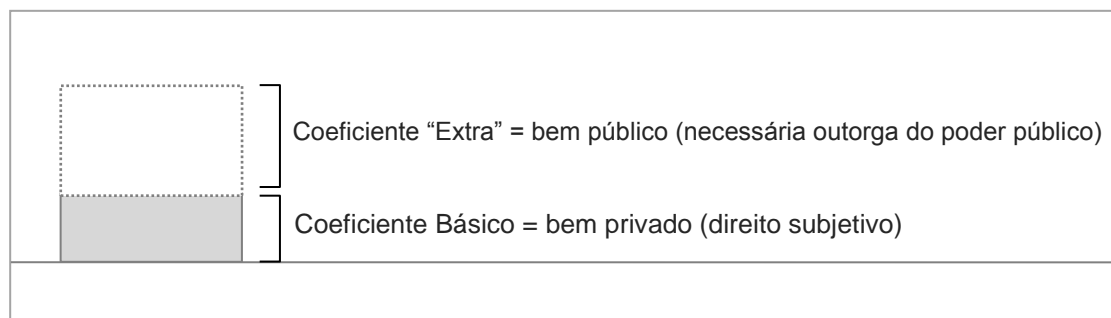 Coeficiente “Extra” = bem público (necessária outorga do poder público)
Coeficiente Básico = bem privado (direito subjetivo)